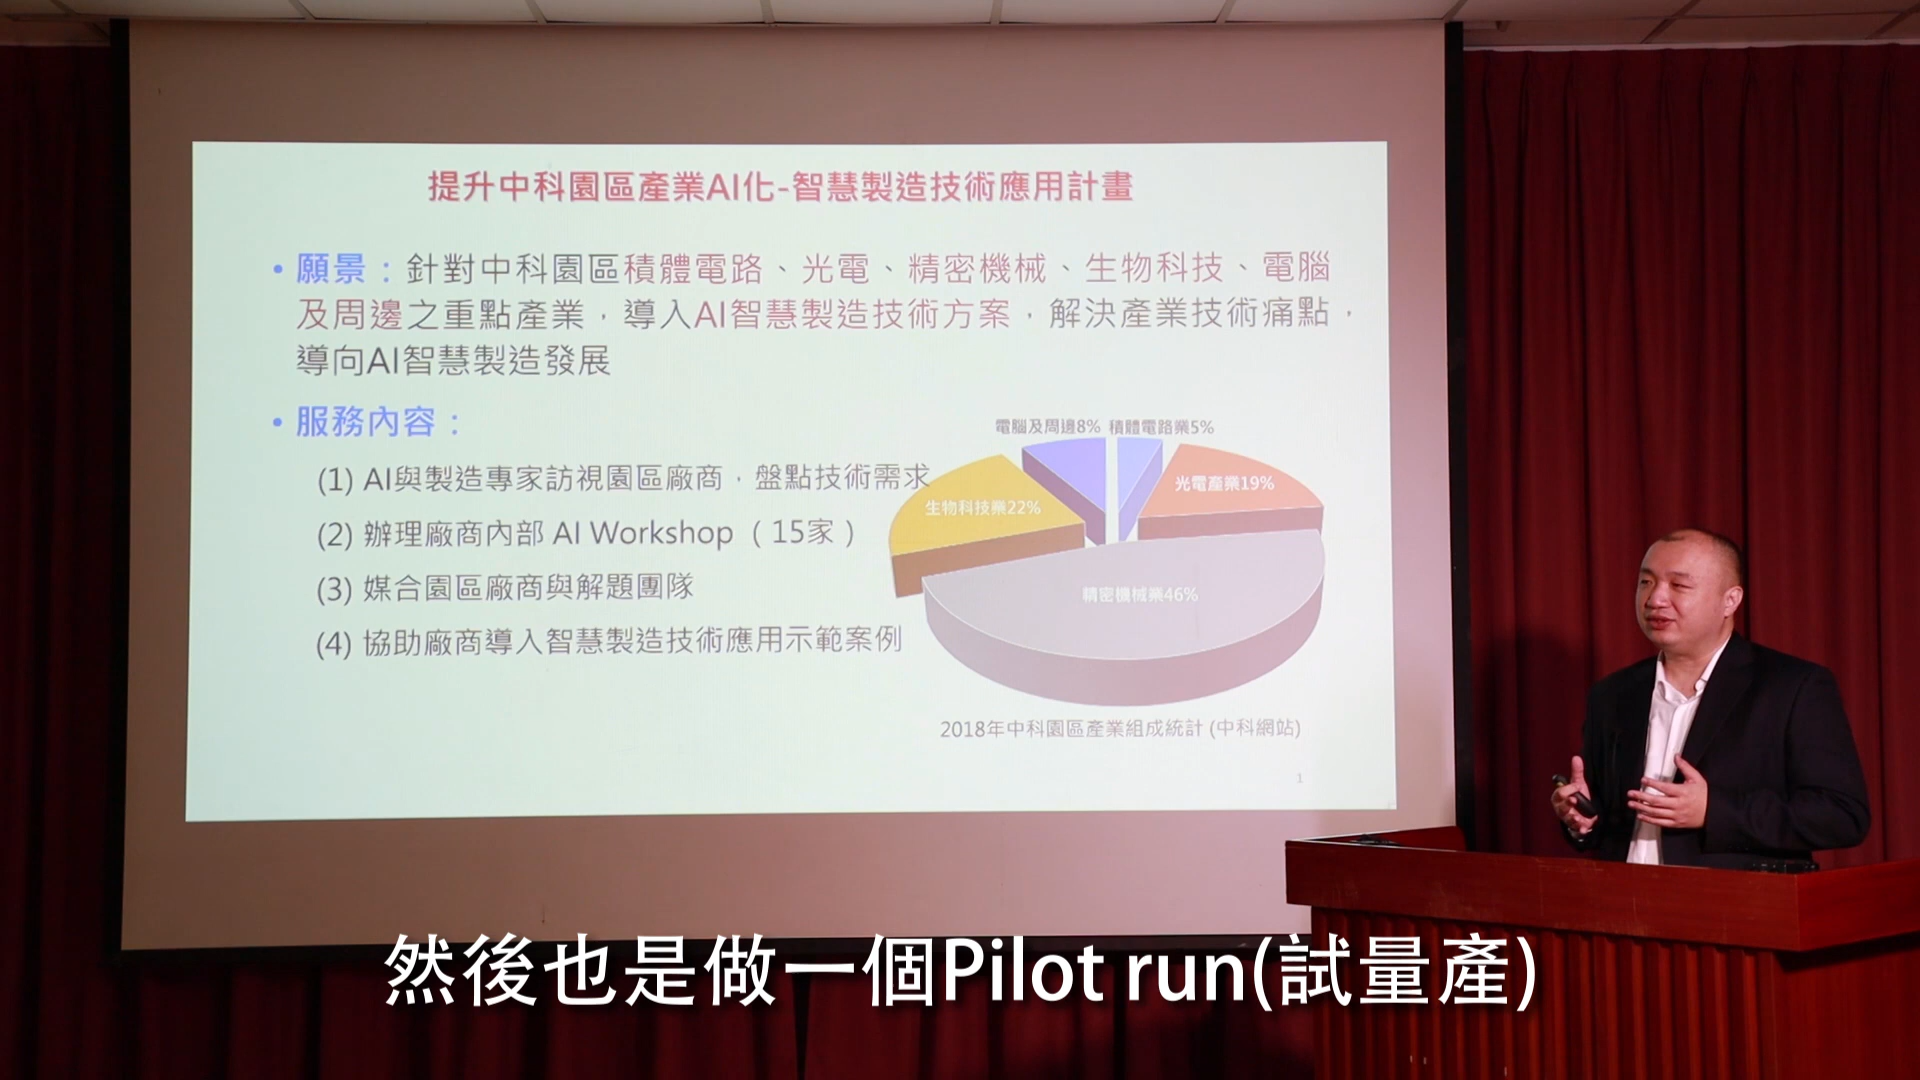 提升中科園區產業AI化-智慧製造技術應用計畫
• 願景：針對中科園區積體電路、光電、精密機械、生物科技、電腦
及周邊之重點產業，導入AI智慧製造技術方案，解決產業技術痛點，
導向AI智慧製造發展
• 服務內容：
(1) AI與製造專家訪視園區廠商，盤點技術需求
(2) 辦理廠商內部 AI Workshop （15家）
(3) 媒合園區廠商與解題團隊
(4) 協助廠商導入智慧製造技術應用示範案例
電腦及周邊8%
積體電路業5%
光電產業19%
生物科技業22%
精密機械業46%
2018年中科園區產業組成統計 (中科網站)
1
然後也是做一個Pilot run(試量產)